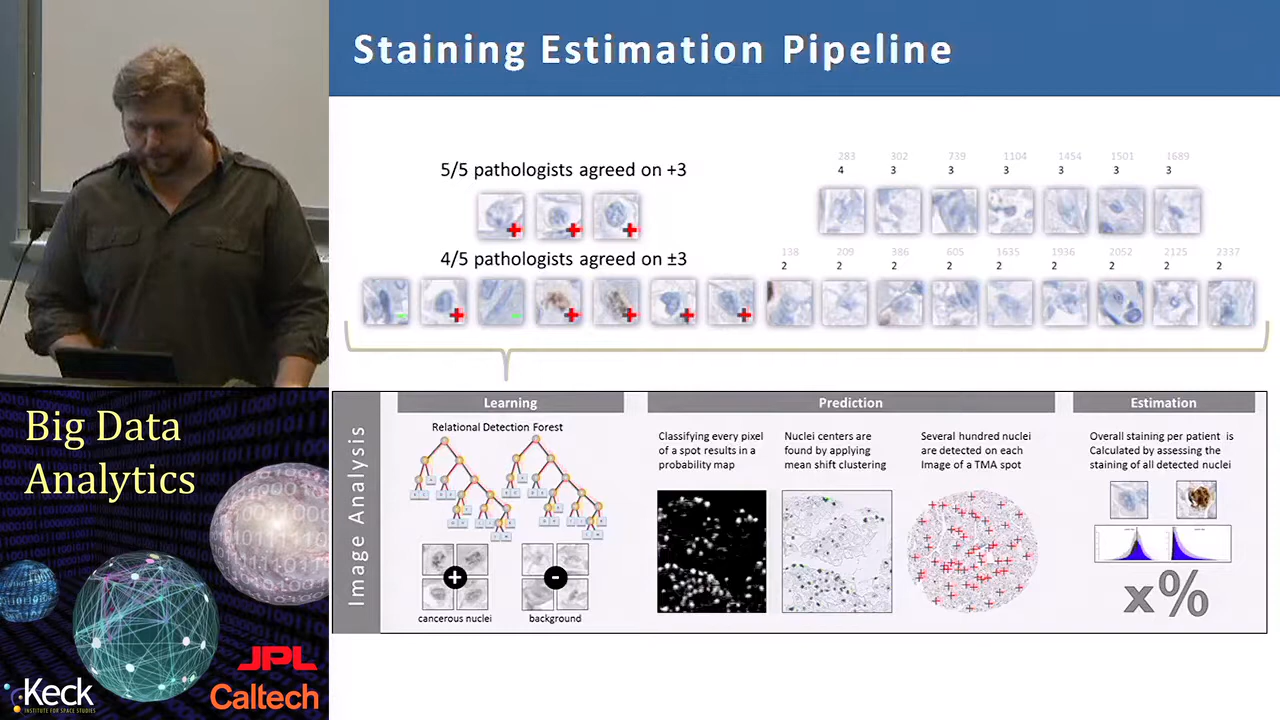 Staining Estimation Pipeline
5/5 pathologists agreed on +3
4/5 pathologists agreed on ±3
283 302 739 1104 1454 1501 1689
4 3 3 3 3 3 3
138 209 386 605 1635 1936 2052 2125 2337
2 2 2 2 2 2 2 2 2
Image Analysis
Learning
Relational Detection Forest
+
-
cancerous nuclei
background
Prediction
Classifying every pixel
of a spot results in a
probability map
Nuclei centers are
found by applying
mean shift clustering
Several hundred nuclei
are detected on each
Image of a TMA spot
Estimation
Overall staining per patient is
Calculated by assessing the
staining of all detected nuclei
x%
Big Data
Analytics
Keck
INSTITUTE FOR SPACE STUDIES
JPL
Caltech